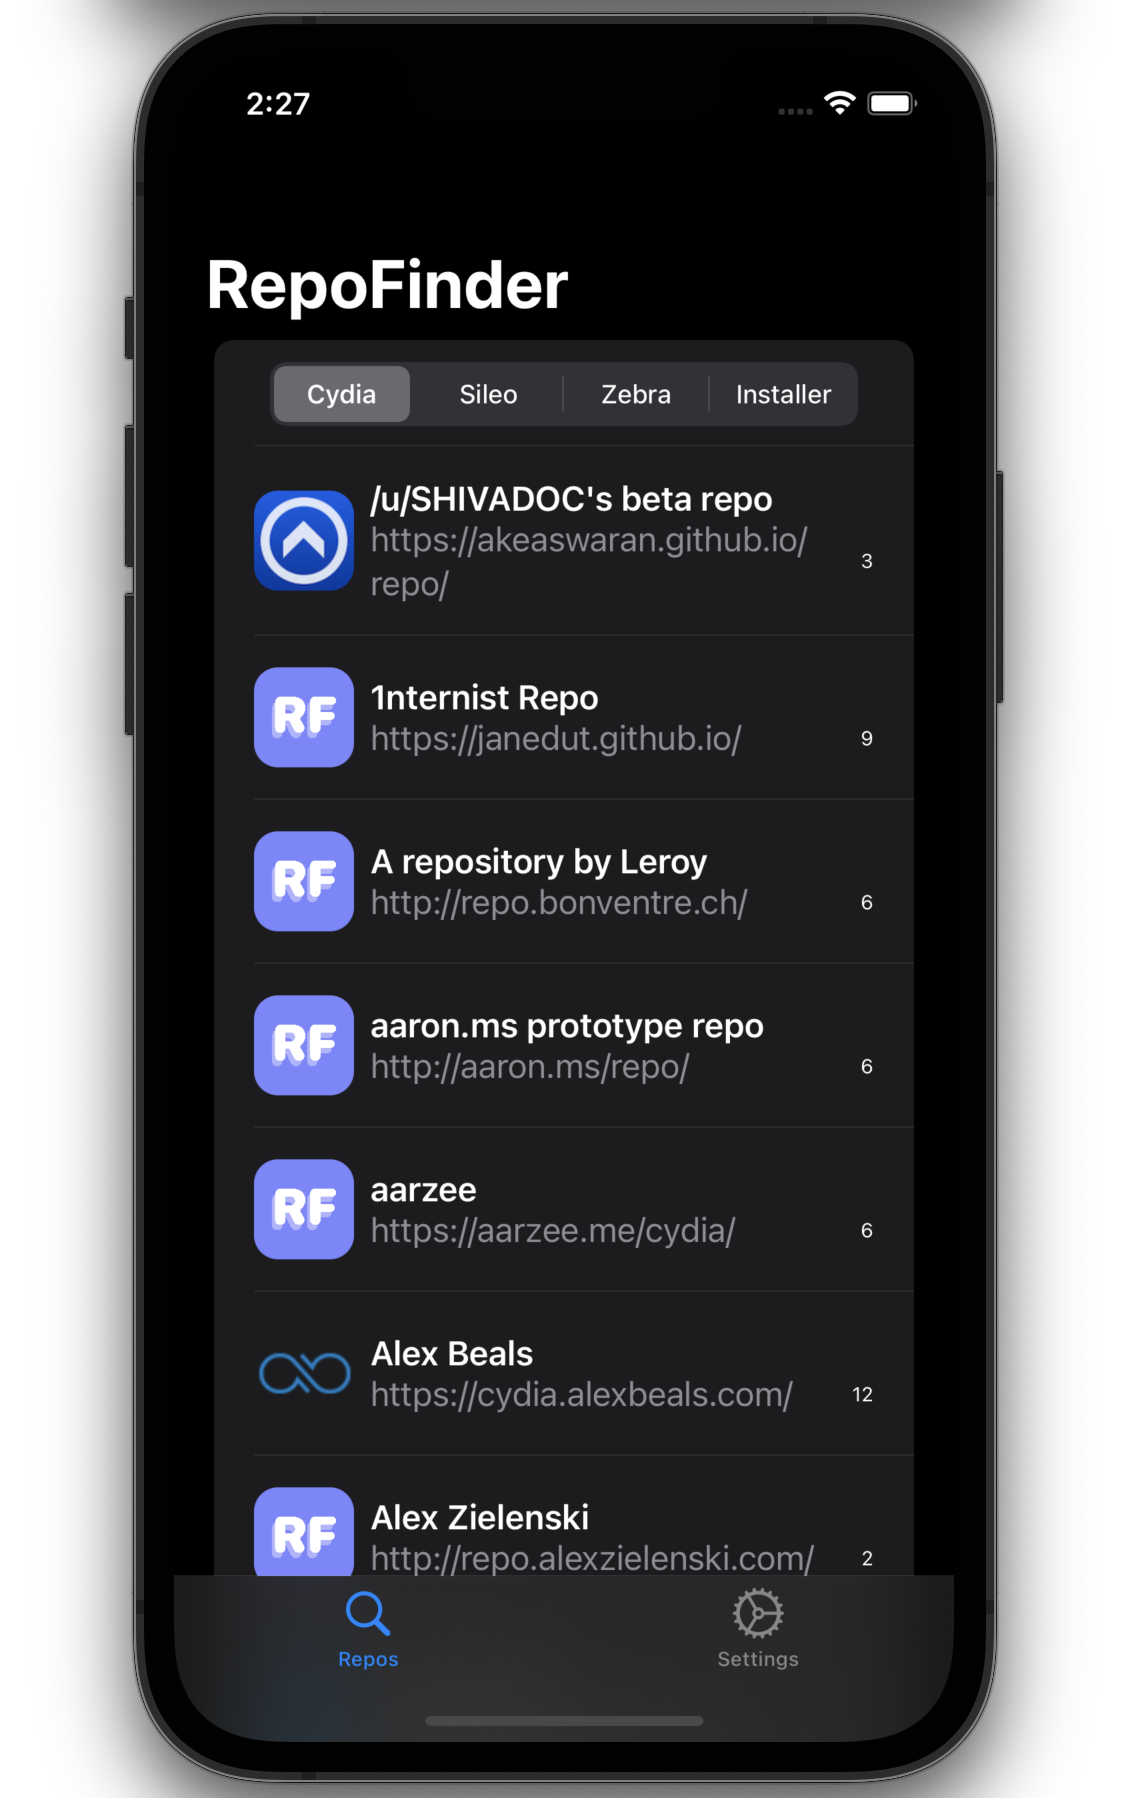 2:27
RepoFinder
Cydia Sileo Zebra Installer
/u/SHIVADOC's beta repo
https://akeaswaran.github.io/
repo/
3
RF
1nternist Repo
https://janedut.github.io/
9
RF
A repository by Leroy
http://repo.bonventre.ch/
6
RF
aaron.ms prototype repo
http://aaron.ms/repo/
6
RF
aarzee
https://aarzee.me/cydia/
6
Alex Beals
https://cydia.alexbeals.com/
12
RF
Alex Zielenski
http://repo.alexzielenski.com/
2
Repos Settings